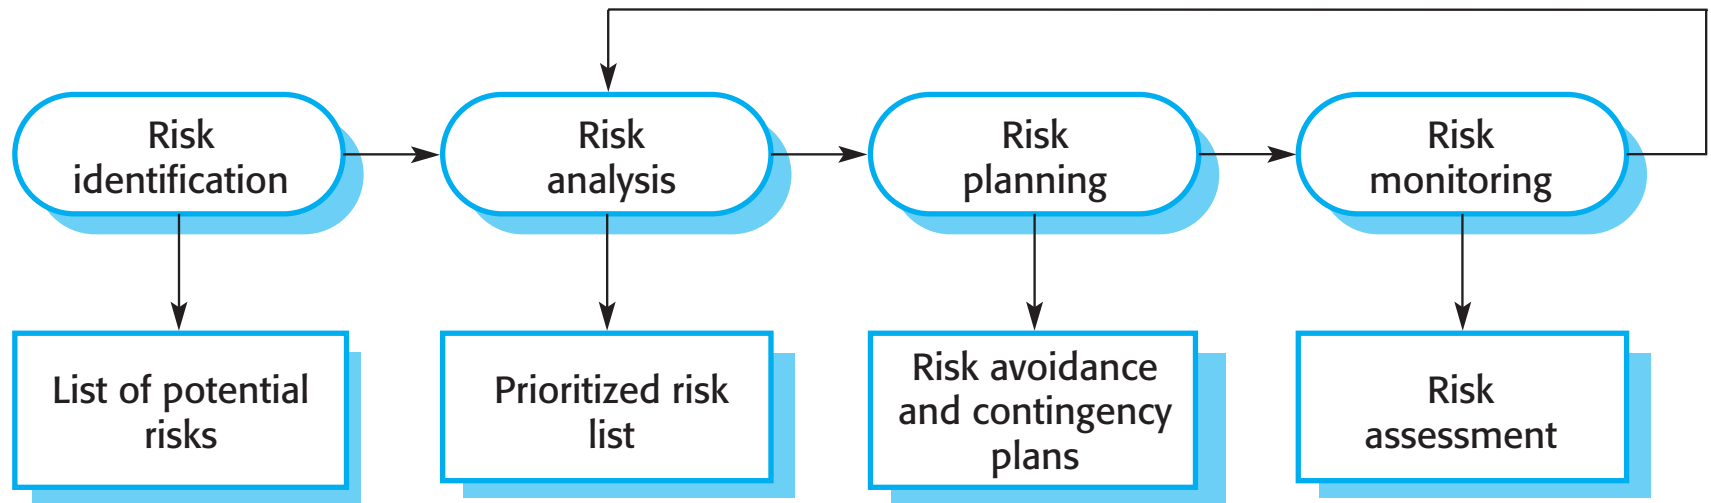 Risk
identification
Risk
analysis
Risk
planning
Risk
monitoring
List of potential
risks
Prioritized risk
list
Risk avoidance
and contingency
plans
Risk
assessment